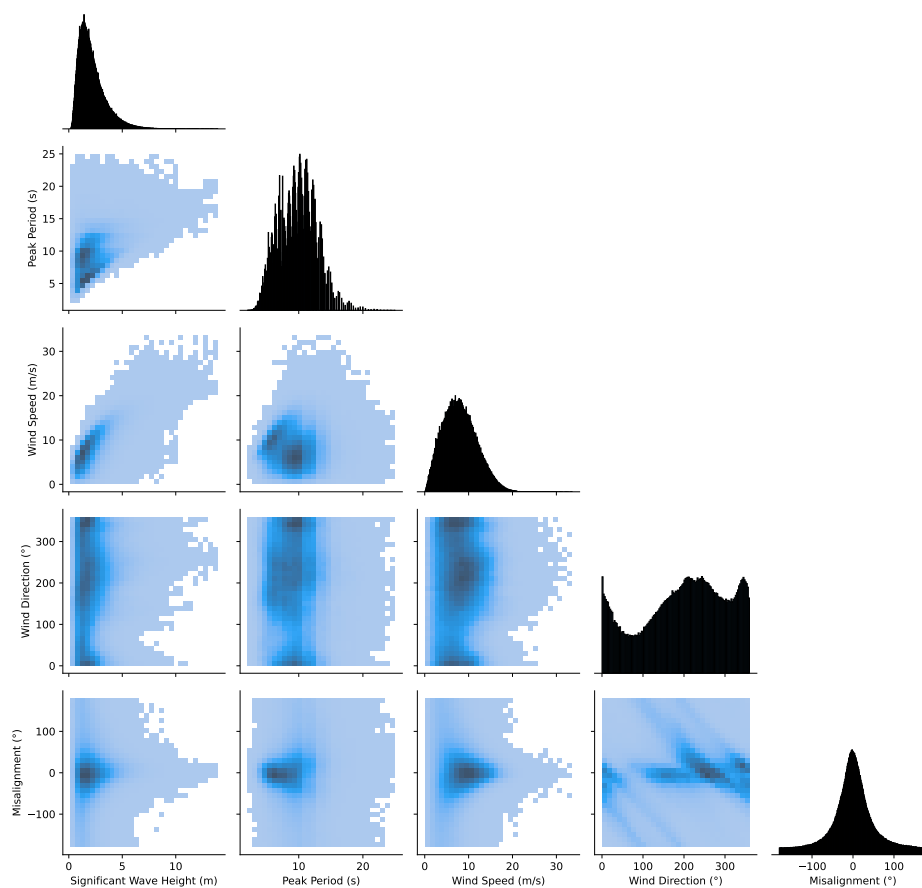 25
20
15
10
5
Peak Period (s)
30
20
10
0
Wind Speed (m/s)
300
200
100
0
Wind Direction (°)
100
0
−100
Misalignment (°)
0 5 10
Significant Wave Height (m)
10 20
Peak Period (s)
0 10 20 30
Wind Speed (m/s)
0 100 200 300
Wind Direction (°)
−100 0 100
Misalignment (°)